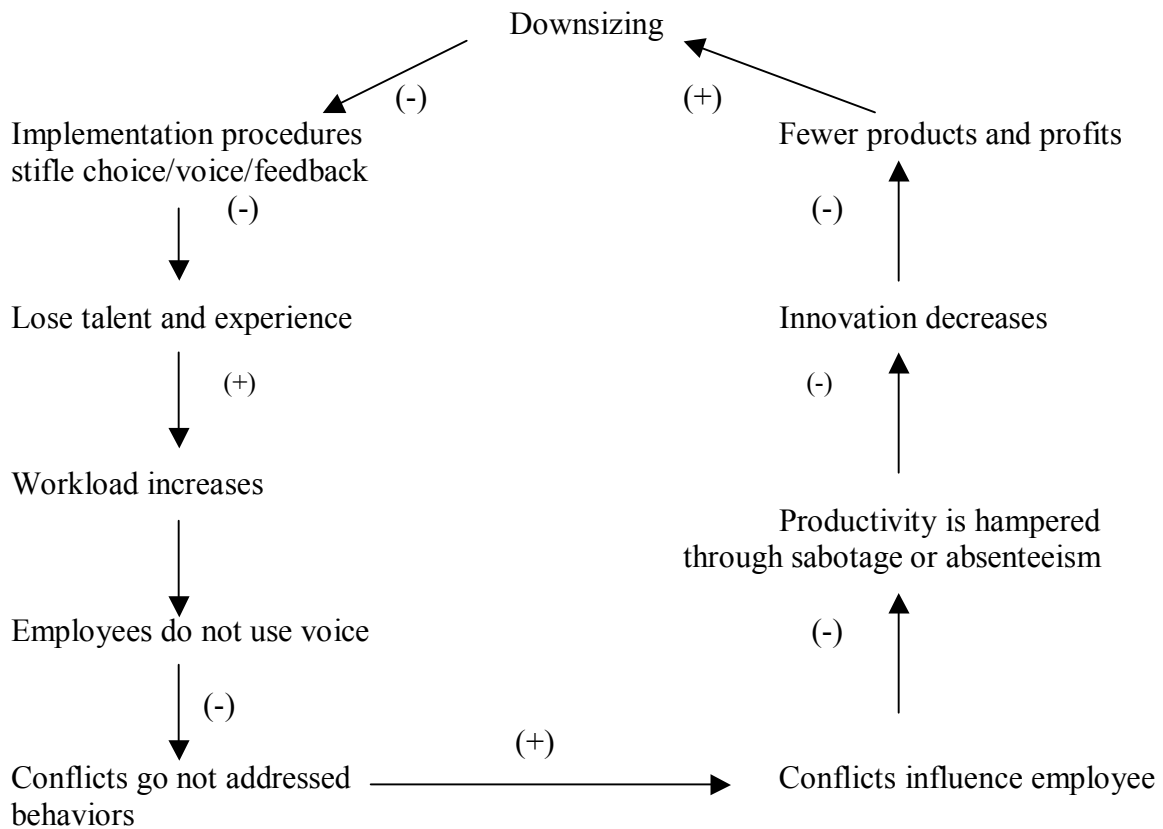 Downsizing
(-)
(+)
Implementation procedures
stifle choice/voice/feedback
Fewer products and profits
(-)
(-)
Lose talent and experience
Innovation decreases
(+)
(-)
Workload increases
Productivity is hampered
through sabotage or absenteeism
Employees do not use voice
(-)
(-)
(+)
Conflicts go not addressed
behaviors
Conflicts influence employee